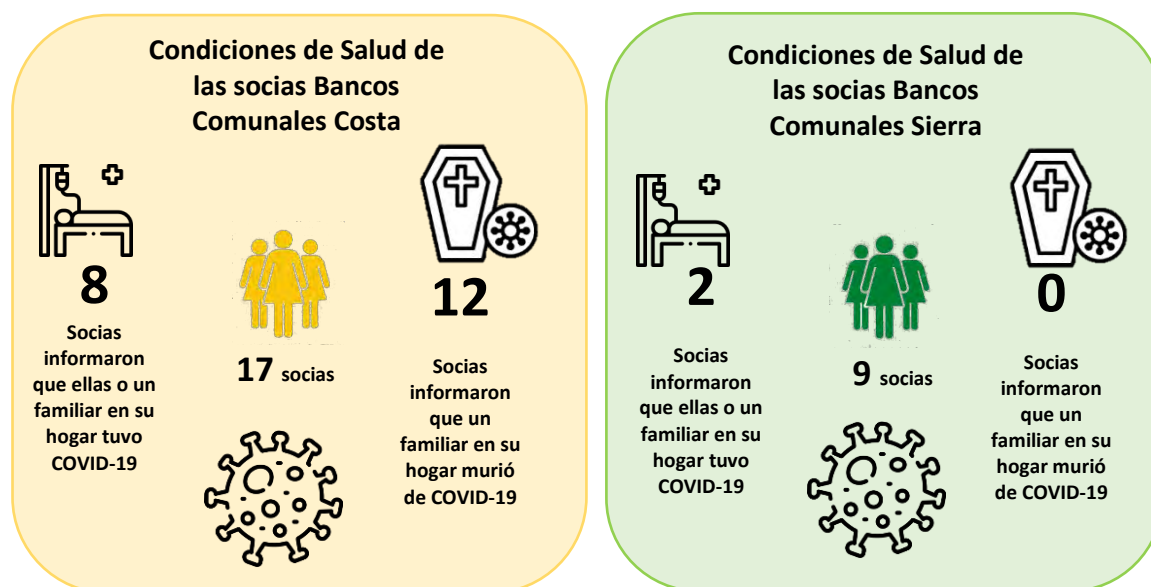 Condiciones de Salud de
las socias Bancos
Comunales Costa
8
Socias
informaron
que ellas o un
familiar en su
hogar tuvo
COVID-19
17 socias
12
Socias
informaron
que un
familiar en su
hogar murió
de COVID-19
Condiciones de Salud de
las socias Bancos
Comunales Sierra
2
Socias
informaron
que ellas o un
familiar en su
hogar tuvo
COVID-19
9 socias
0
Socias
informaron
que un
familiar en su
hogar murió
de COVID-19